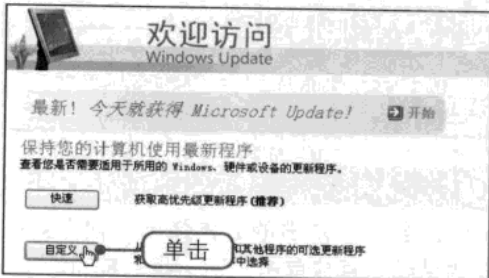 欢迎访问
Windows Update
最新! 今天就获得 Microsoft Update! 开始
保持您的计算机使用最新程序
查看您是否需要适用于所用的 Windows、硬件或设备的更新程序。
快速 获取高优先级更新程序(推荐)
自定义 单击 和其他程序的可选更新程序
中选择